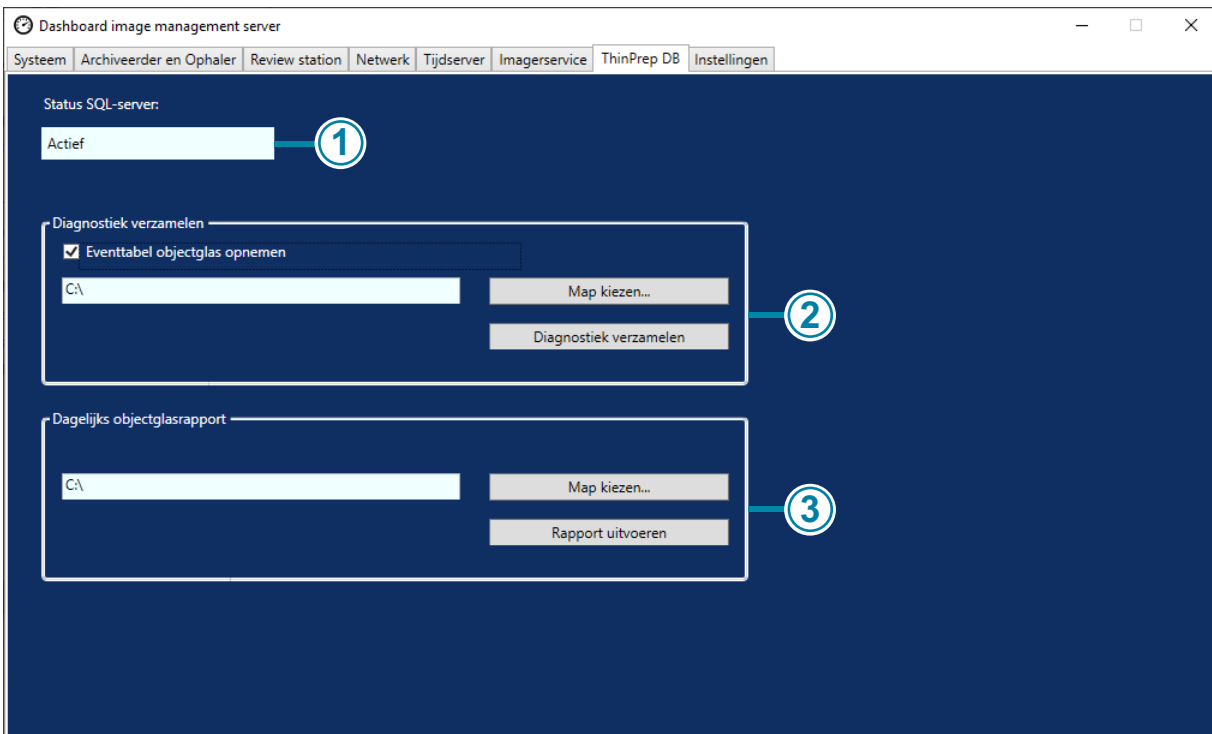 Dashboard image management server
Systeem Archiveerder en Ophaler Review station Netwerk Tijdserver Imagerservice ThinPrep DB Instellingen
Status SQL-server:
Actief
1
Diagnostiek verzamelen
Eventtabel objectglas opnemen
C:\ Map kiezen...
2
Diagnostiek verzamelen
Dagelijks objectglasrapport
C:\ Map kiezen...
3
Rapport uitvoeren